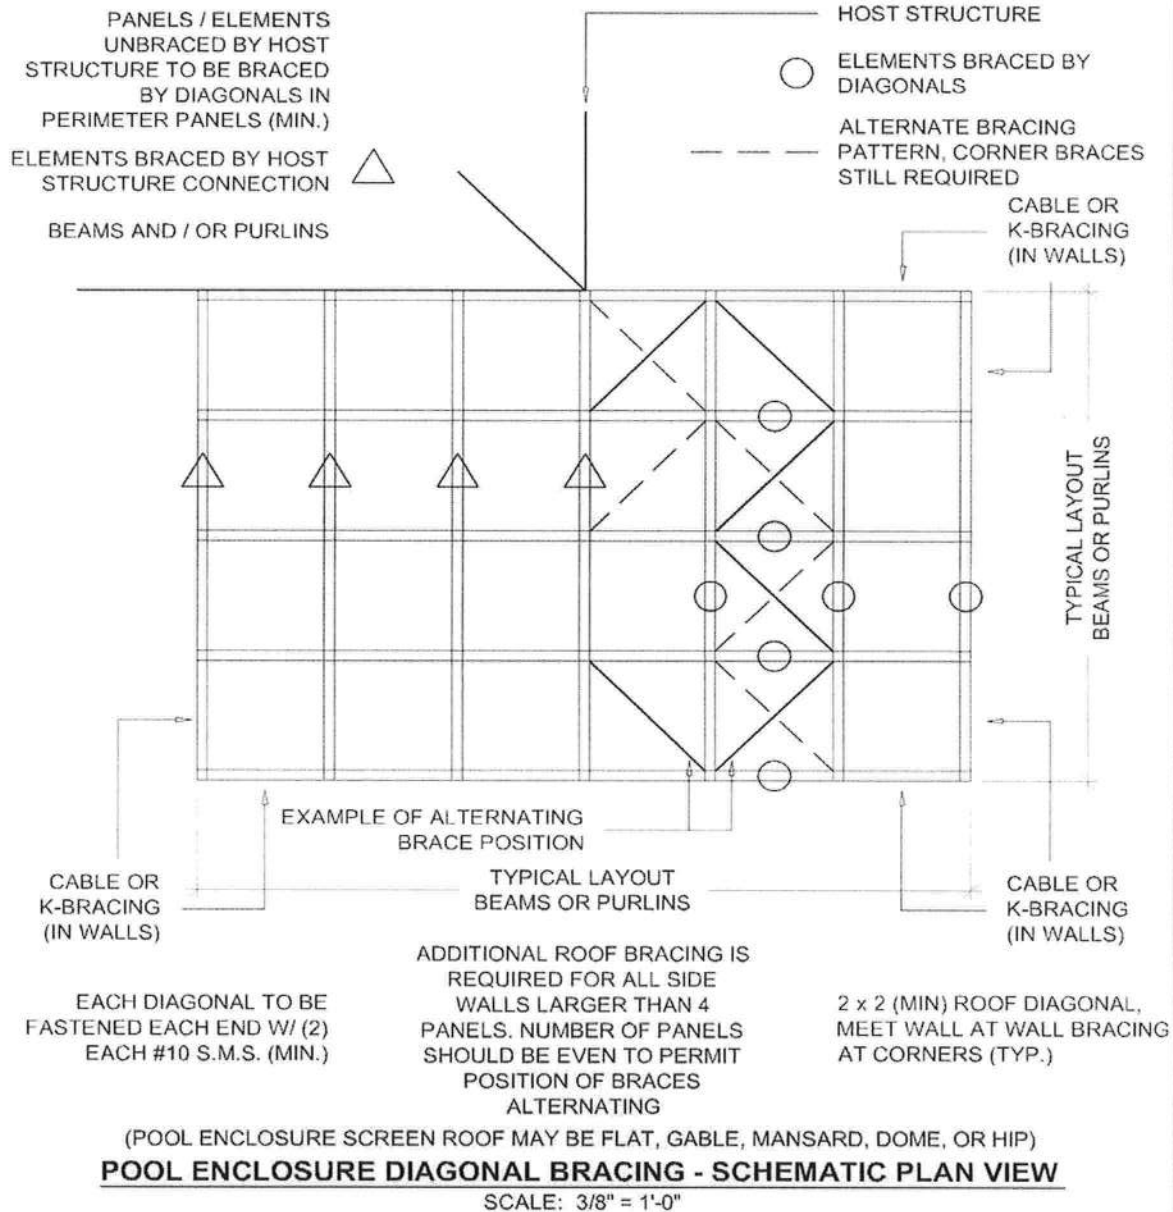 PANELS / ELEMENTS
UNBRACED BY HOST
STRUCTURE TO BE BRACED
BY DIAGONALS IN
PERIMETER PANELS (MIN.)
ELEMENTS BRACED BY HOST
STRUCTURE CONNECTION
BEAMS AND / OR PURLINS
HOST STRUCTURE
ELEMENTS BRACED BY
DIAGONALS
ALTERNATE BRACING
PATTERN, CORNER BRACES
STILL REQUIRED
CABLE OR
K-BRACING
(IN WALLS)
TYPICAL LAYOUT
BEAMS OR PURLINS
EXAMPLE OF ALTERNATING
BRACE POSITION
TYPICAL LAYOUT
BEAMS OR PURLINS
CABLE OR
K-BRACING
(IN WALLS)
CABLE OR
K-BRACING
(IN WALLS)
EACH DIAGONAL TO BE
FASTENED EACH END W/ (2)
EACH #10 S.M.S. (MIN.)
ADDITIONAL ROOF BRACING IS
REQUIRED FOR ALL SIDE
WALLS LARGER THAN 4
PANELS. NUMBER OF PANELS
SHOULD BE EVEN TO PERMIT
POSITION OF BRACES
ALTERNATING
2 x 2 (MIN) ROOF DIAGONAL,
MEET WALL AT WALL BRACING
AT CORNERS (TYP.)
(POOL ENCLOSURE SCREEN ROOF MAY BE FLAT, GABLE, MANSARD, DOME, OR HIP)
POOL ENCLOSURE DIAGONAL BRACING - SCHEMATIC PLAN VIEW
SCALE: 3/8" = 1'-0"